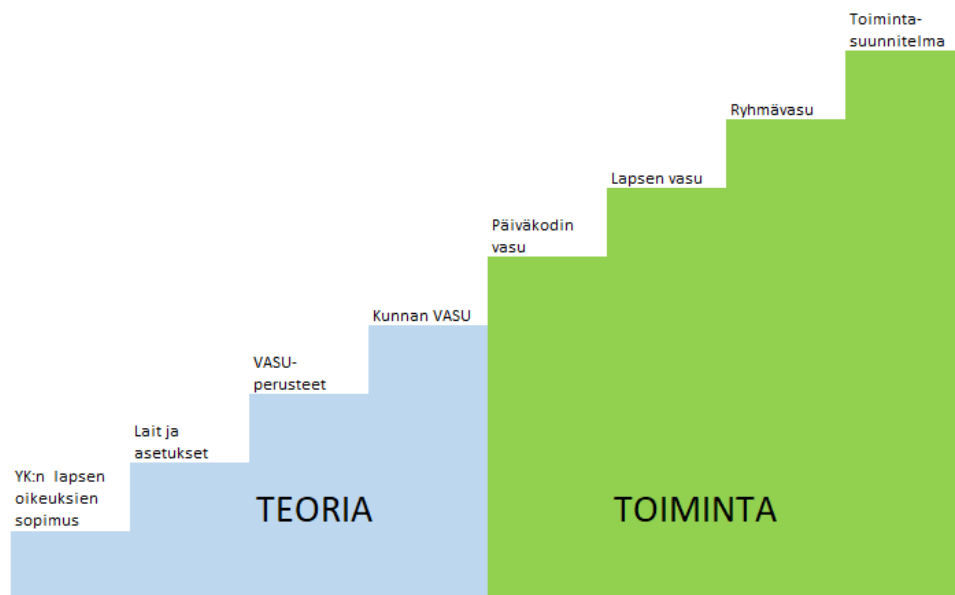 Toiminta-
suunnitelma
Ryhmävasu
Lapsen vasu
Päiväkodin
vasu
Kunnan VASU
VASU-
perusteet
Lait ja
asetukset
YK:n lapsen
oikeuksien
sopimus
TEORIA
TOIMINTA